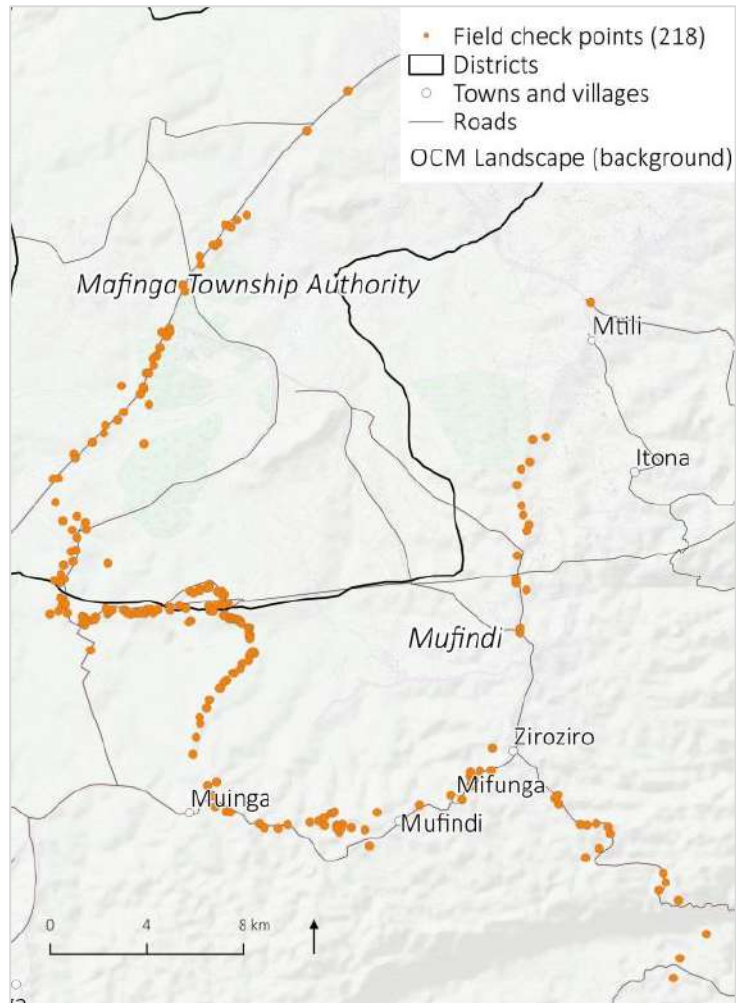 Field check points (218)
Districts
Towns and villages
Roads
OCM Landscape (background)
Mafinga Township Authority
Mtili
Itona
Mufindi
Ziroziro
Mifunga
Muinga
Mufindi
0 4 8 km